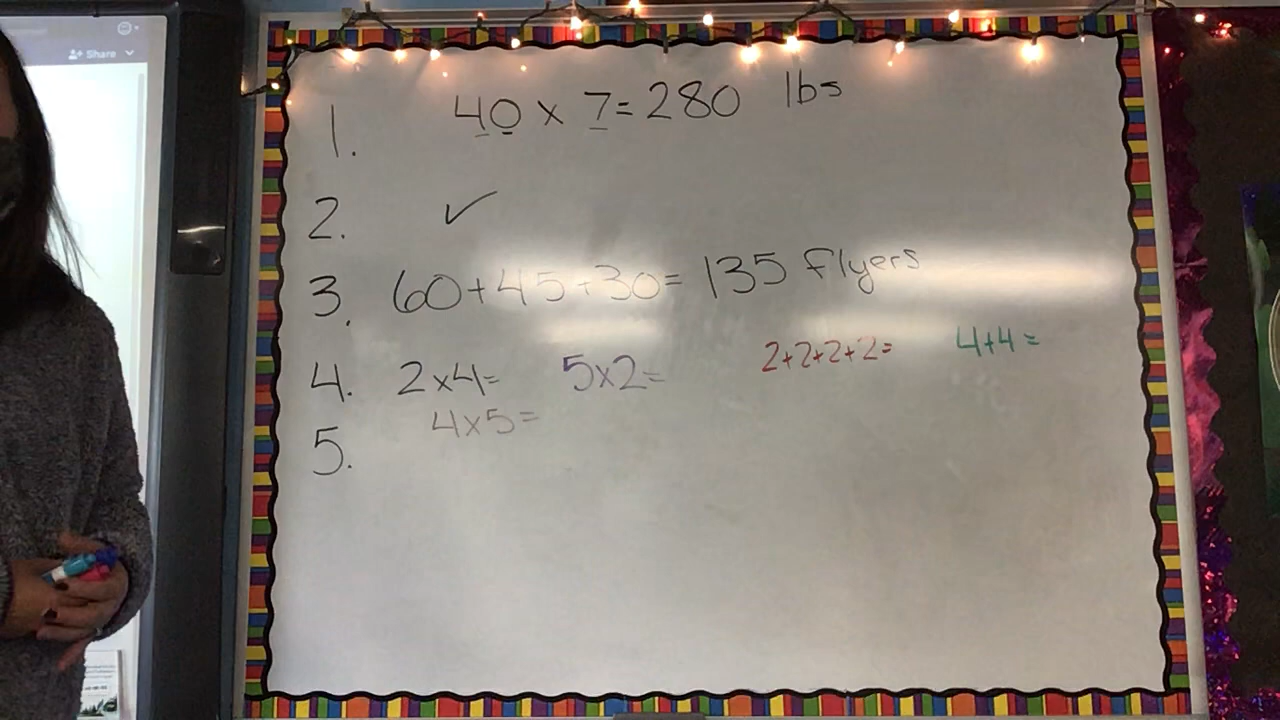 Share
1. 40 x 7 = 280 lbs
2. ✓
3. 60+45+30= 135 flyers
4. 2x4= 5x2= 2+2+2+2= 4+4=
4x5=
5.